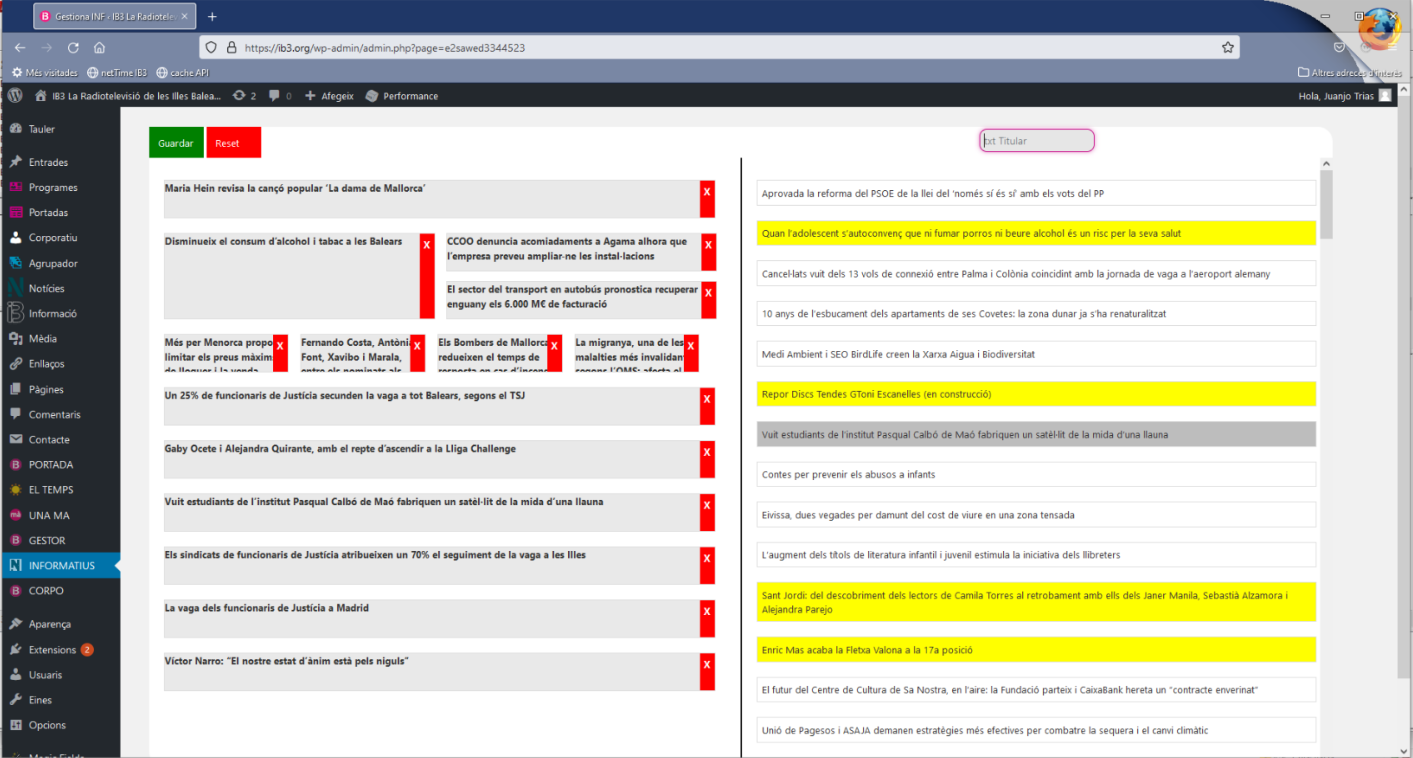 Gestiona INF ‹ IB3 La Radiotele
https://ib3.org/wp-admin/admin.php?page=e2sawed3344523
Més visitades
netTime IB3
cache API
Altres adreces d'interès
IB3 La Radiotelevisió de les Illes Balea...
2
0
Afegeix
Performance
Hola, Juanjo Trias
Tauler
Entrades
Programes
Portadas
Corporatiu
Agrupador
Notícies
Informació
Mèdia
Enllaços
Pàgines
Comentaris
Contacte
PORTADA
EL TEMPS
UNA MA
GESTOR
INFORMATIUS
CORPO
Aparença
Extensions 2
Usuaris
Eines
Opcions
Magic Fields
Guardar
Reset
txt Titular
Maria Hein revisa la cançó popular ‘La dama de Mallorca’
X
Disminueix el consum d’alcohol i tabac a les Balears
X
CCOO denuncia acomiadaments a Agama alhora que
l’empresa preveu ampliar-ne les instal·lacions
X
El sector del transport en autobús pronostica recuperar
enguany els 6.000 M€ de facturació
X
Més per Menorca propo
limitar els preus màxim
de lloguer i la venda
X
Fernando Costa, Antòni
Font, Xavibo i Marala,
entre els nominats als
X
Els Bombers de Mallorca
redueixen el temps de
resposta en cas d’incend
X
La migranya, una de les
malalties més invalidan
segons l’OMS: afecta el
X
Un 25% de funcionaris de Justícia secunden la vaga a tot Balears, segons el TSJ
X
Gaby Ocete i Alejandra Quirante, amb el repte d’ascendir a la Lliga Challenge
X
Vuit estudiants de l’institut Pasqual Calbó de Maó fabriquen un satèl·lit de la mida d’una llauna
X
Els sindicats de funcionaris de Justícia atribueixen un 70% el seguiment de la vaga a les Illes
X
La vaga dels funcionaris de Justícia a Madrid
X
Víctor Narro: “El nostre estat d’ànim està pels niguls”
X
Aprovada la reforma del PSOE de la llei del 'només sí és sí' amb els vots del PP
Quan l'adolescent s'autoconvenç que ni fumar porros ni beure alcohol és un risc per la seva salut
Cancel·lats vuit dels 13 vols de connexió entre Palma i Colònia coincidint amb la jornada de vaga a l'aeroport alemany
10 anys de l'esbucament dels apartaments de ses Covetes: la zona dunar ja s'ha renaturalitzat
Medi Ambient i SEO BirdLife creen la Xarxa Aigua i Biodiversitat
Repor Discs Tendes GToni Escanelles (en construcció)
Vuit estudiants de l'institut Pasqual Calbó de Maó fabriquen un satèl·lit de la mida d'una llauna
Contes per prevenir els abusos a infants
Eivissa, dues vegades per damunt del cost de viure en una zona tensada
L'augment dels títols de literatura infantil i juvenil estimula la iniciativa dels llibreters
Sant Jordi: del descobriment dels lectors de Camila Torres al retrobament amb ells dels Janer Manila, Sebastià Alzamora i
Alejandra Parejo
Enric Mas acaba la Fletxa Valona a la 17a posició
El futur del Centre de Cultura de Sa Nostra, en l'aire: la Fundació parteix i CaixaBank hereta un "contracte enverinat"
Unió de Pagesos i ASAJA demanen estratègies més efectives per combatre la sequera i el canvi climàtic